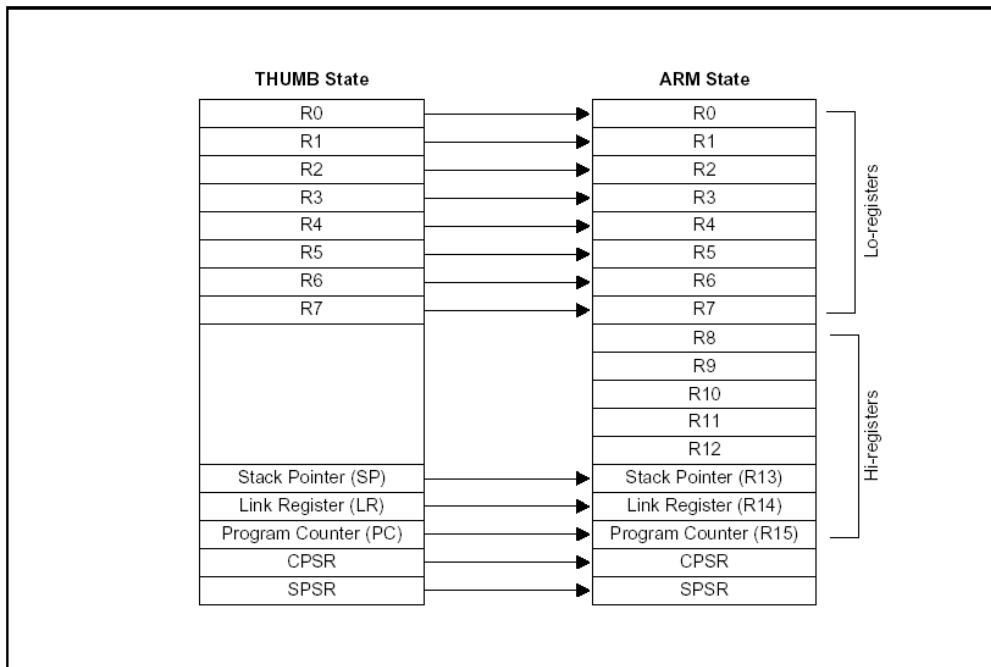 THUMB State
ARM State
R0
R0
R1
R1
R2
R2
R3
R3
R4
R4
R5
R5
R6
R6
R7
R7
R8
R9
R10
R11
R12
Stack Pointer (SP)
Stack Pointer (R13)
Link Register (LR)
Link Register (R14)
Program Counter (PC)
Program Counter (R15)
CPSR
CPSR
SPSR
SPSR
Lo-registers
Hi-registers